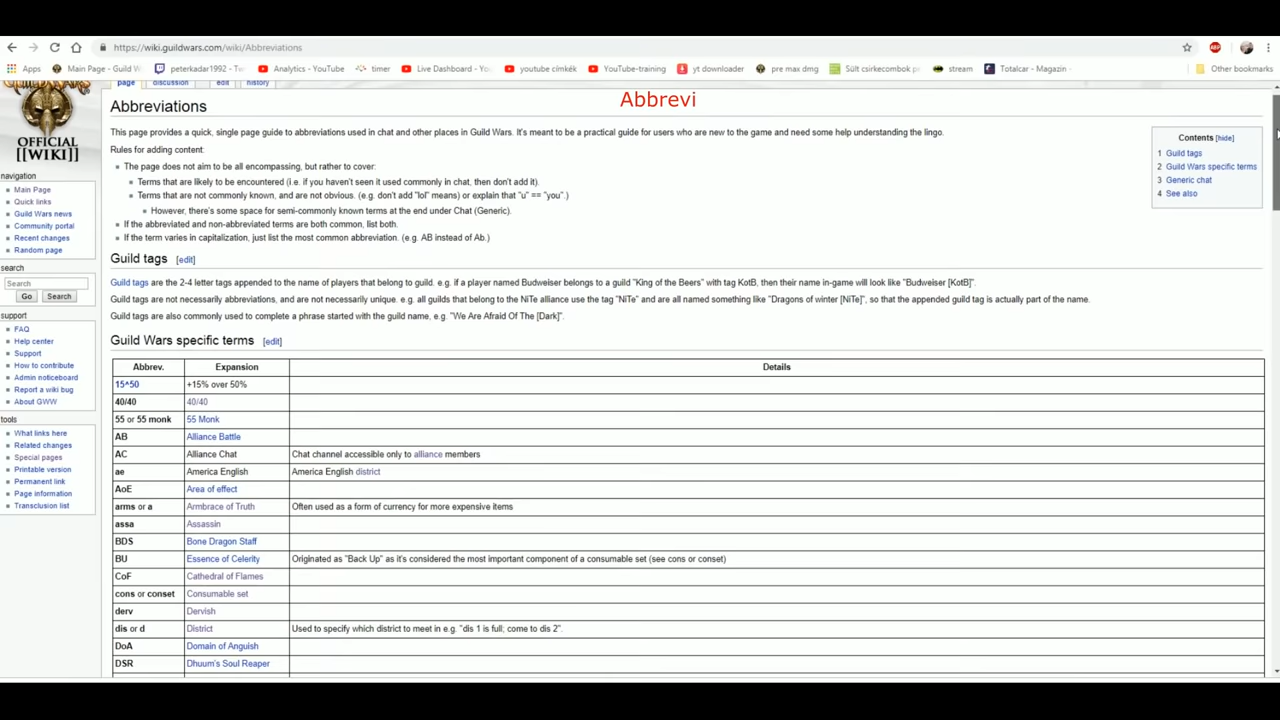 https://wiki.guildwars.com/wiki/Abbreviations
Apps
Main Page - Guild W
peterkadar1992 - Tw
Analytics - YouTube
timer
Live Dashboard - Yo
youtube címkék
YouTube-training
yt downloader
pre max dmg
Sült csirkecombok
stream
Totalcar - Magazin
Other bookmarks
page
discussion
edit
history
Abbrevi
OFFICIAL
[[WIKI]]
navigation
Main Page
Quick links
Guild Wars news
Community portal
Recent changes
Random page
search
Search
Go
Search
support
FAQ
Help center
Support
How to contribute
Admin noticeboard
Report a wiki bug
About GWW
tools
What links here
Related changes
Special pages
Printable version
Permanent link
Page information
Transclusion list
Abbreviations
This page provides a quick, single page guide to abbreviations used in chat and other places in Guild Wars. It's meant to be a practical guide for users who are new to the game and need some help understanding the lingo.
Rules for adding content:
The page does not aim to be all encompassing, but rather to cover:
Terms that are likely to be encountered (i.e. if you haven't seen it used commonly in chat, then don't add it).
Terms that are not commonly known, and are not obvious. (e.g. don't add "lol" means) or explain that "u" == "you".)
However, there's some space for semi-commonly known terms at the end under Chat (Generic).
If the abbreviated and non-abbreviated terms are both common, list both.
If the term varies in capitalization, just list the most common abbreviation. (e.g. AB instead of Ab.)
Contents [hide]
1 Guild tags
2 Guild Wars specific terms
3 Generic chat
4 See also
Guild tags [edit]
Guild tags are the 2-4 letter tags appended to the name of players that belong to guild. e.g. if a player named Budweiser belongs to a guild "King of the Beers" with tag KotB, then their name in-game will look like "Budweiser [KotB]".
Guild tags are not necessarily abbreviations, and are not necessarily unique. e.g. all guilds that belong to the NiTe alliance use the tag "NiTe" and are all named something like "Dragons of winter [NiTe]", so that the appended guild tag is actually part of the name.
Guild tags are also commonly used to complete a phrase started with the guild name, e.g. "We Are Afraid Of The [Dark]".
Guild Wars specific terms [edit]
Abbrev. Expansion Details
15^50 +15% over 50%
40/40 40/40
55 or 55 monk 55 Monk
AB Alliance Battle
AC Alliance Chat Chat channel accessible only to alliance members
ae America English America English district
AoE Area of effect
arms or a Armbrace of Truth Often used as a form of currency for more expensive items
assa Assassin
BDS Bone Dragon Staff
BU Essence of Celerity Originated as "Back Up" as it's considered the most important component of a consumable set (see cons or conset)
CoF Cathedral of Flames
cons or conset Consumable set
derv Dervish
dis or d District Used to specify which district to meet in e.g. "dis 1 is full; come to dis 2".
DoA Domain of Anguish
DSR Dhuum's Soul Reaper